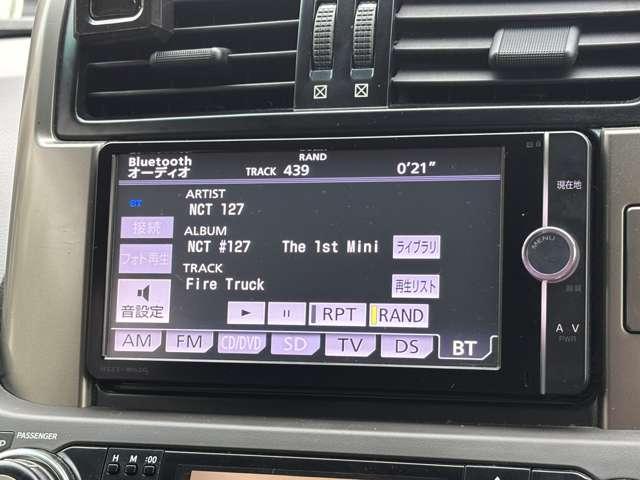 RAND
Bluetooth
オーディオ
TRACK 439
0'21"
BT
ARTIST
NCT 127
接続
ALBUM
NCT #127 The 1st Mini
ライブラリ
フォト再生
TRACK
Fire Truck
再生リスト
音設定
RPT
RAND
AM
FM
CD/DVD
SD
TV
DS
BT
現在地
MENU
A V
PWR
PASSENGER
H
M
:00